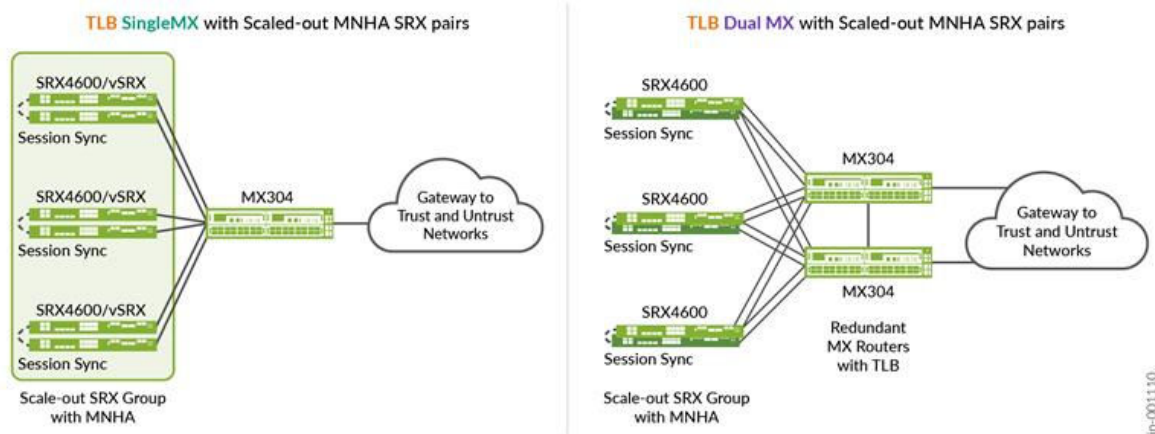 TLB SingleMX with Scaled-out MNHA SRX pairs
SRX4600/vSRX
Session Sync
SRX4600/vSRX
Session Sync
SRX4600/vSRX
Session Sync
Scale-out SRX Group
with MNHA
MX304
Gateway to
Trust and Untrust
Networks
TLB Dual MX with Scaled-out MNHA SRX pairs
SRX4600
Session Sync
SRX4600
Session Sync
SRX4600
Session Sync
Scale-out SRX Group
with MNHA
MX304
MX304
Redundant
MX Routers
with TLB
Gateway to
Trust and Untrust
Networks
jn-001110